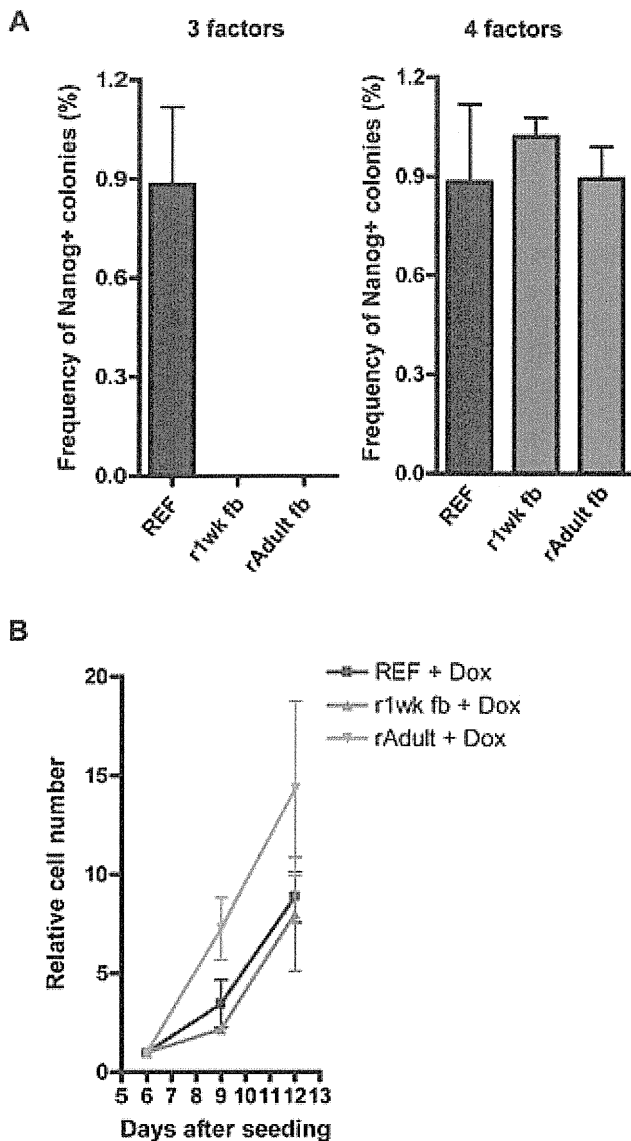 A
3 factors
4 factors
Frequency of Nanog+ colonies (%)
1.2
0.9
0.6
0.3
0.0
REF
r1wk fb
rAdult fb
Frequency of Nanog+ colonies (%)
1.2
0.9
0.6
0.3
0.0
REF
r1wk fb
rAdult fb
B
REF + Dox
r1wk fb + Dox
rAdult + Dox
Relative cell number
20
15
10
5
0
5 6 7 8 9 10 11 12 13
Days after seeding